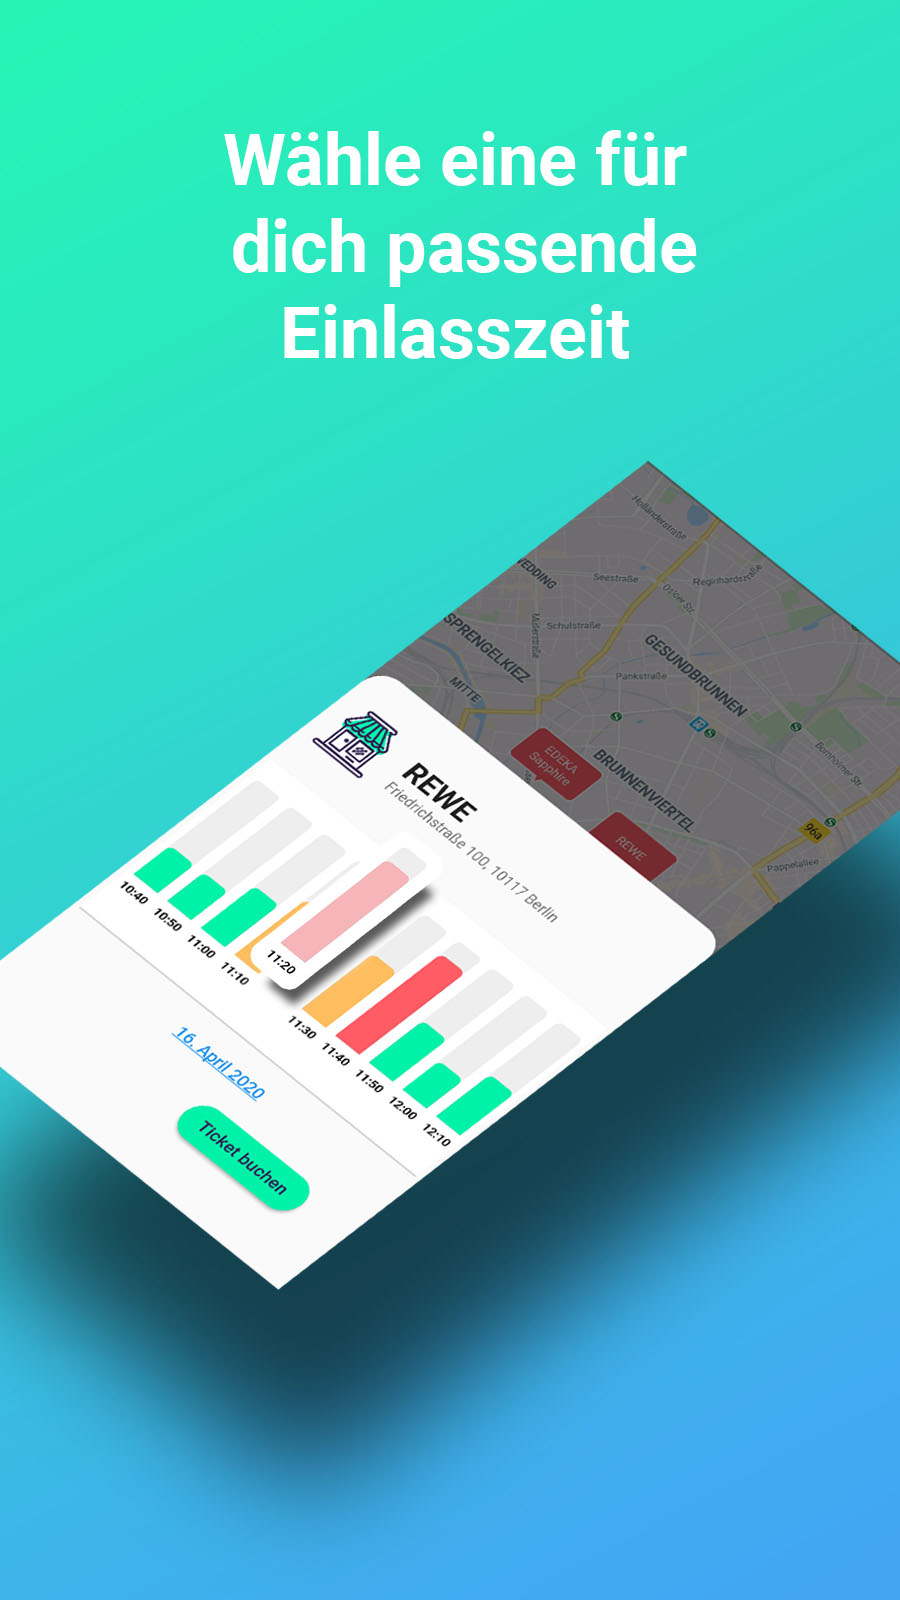 Wähle eine für
dich passende
Einlasszeit
Holländerstraße
WEDDING
Seestraße
Reginhardstraße
Osloer Str.
Müllerstraße
Schulstraße
SPRENGELKIEZ
GESUNDBRUNNEN
MITTE
Pankstraße
Bornholmer Str.
EDEKA
Sapphire
BRUNNENVIERTEL
REWE
96a
Pappelallee
REWE
Friedrichstraße 100, 10117 Berlin
10:40
10:50
11:00
11:10
11:20
11:30
11:40
11:50
12:00
12:10
16. April 2020
Ticket buchen